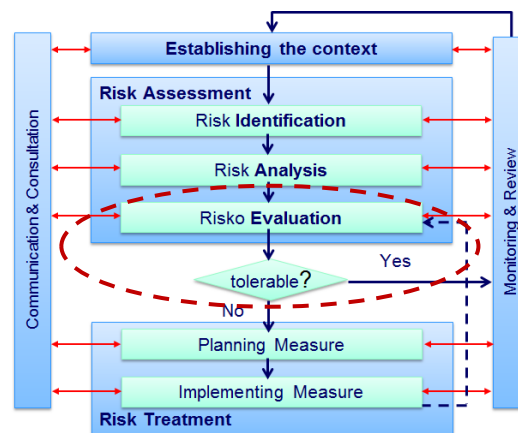 Establishing the context
Risk Assessment
Risk Identification
Risk Analysis
Risko Evaluation
tolerable?
Yes
No
Planning Measure
Implementing Measure
Risk Treatment
Communication & Consultation
Monitoring & Review